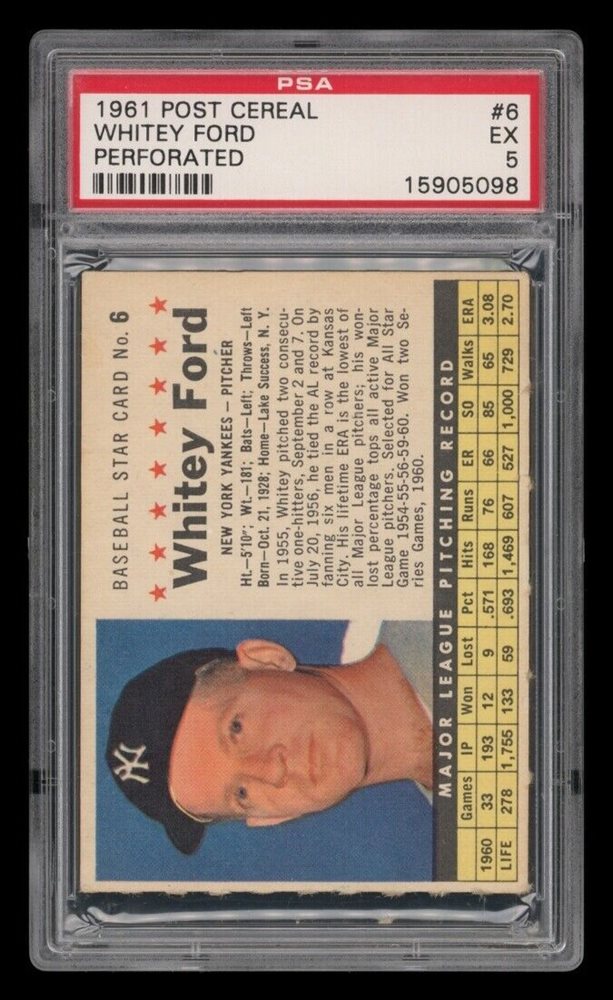 PSA
1961 POST CEREAL #6
WHITEY FORD EX
PERFORATED 5
15905098
BASEBALL STAR CARD No. 6
Whitey Ford
NEW YORK YANKEES — PITCHER
Ht.—5'10"; Wt.—181; Bats—Left; Throws—Left
Born—Oct. 21, 1928; Home—Lake Success, N. Y.
In 1955, Whitey pitched two consecu-
tive one-hitters, September 2 and 7. On
July 20, 1956, he tied the AL record by
fanning six men in a row at Kansas
City. His lifetime ERA is the lowest of
all Major League pitchers; his won-
lost percentage tops all active Major
League pitchers. Selected for All Star
Game 1954-55-56-59-60. Won two Se-
ries Games, 1960.
MAJOR LEAGUE PITCHING RECORD
Games IP Won Lost Pct Hits Runs ER SO Walks ERA
1960 33 193 12 9 .571 168 76 66 85 65 3.08
LIFE 278 1,755 133 59 .693 1,469 607 527 1,000 729 2.70
NY